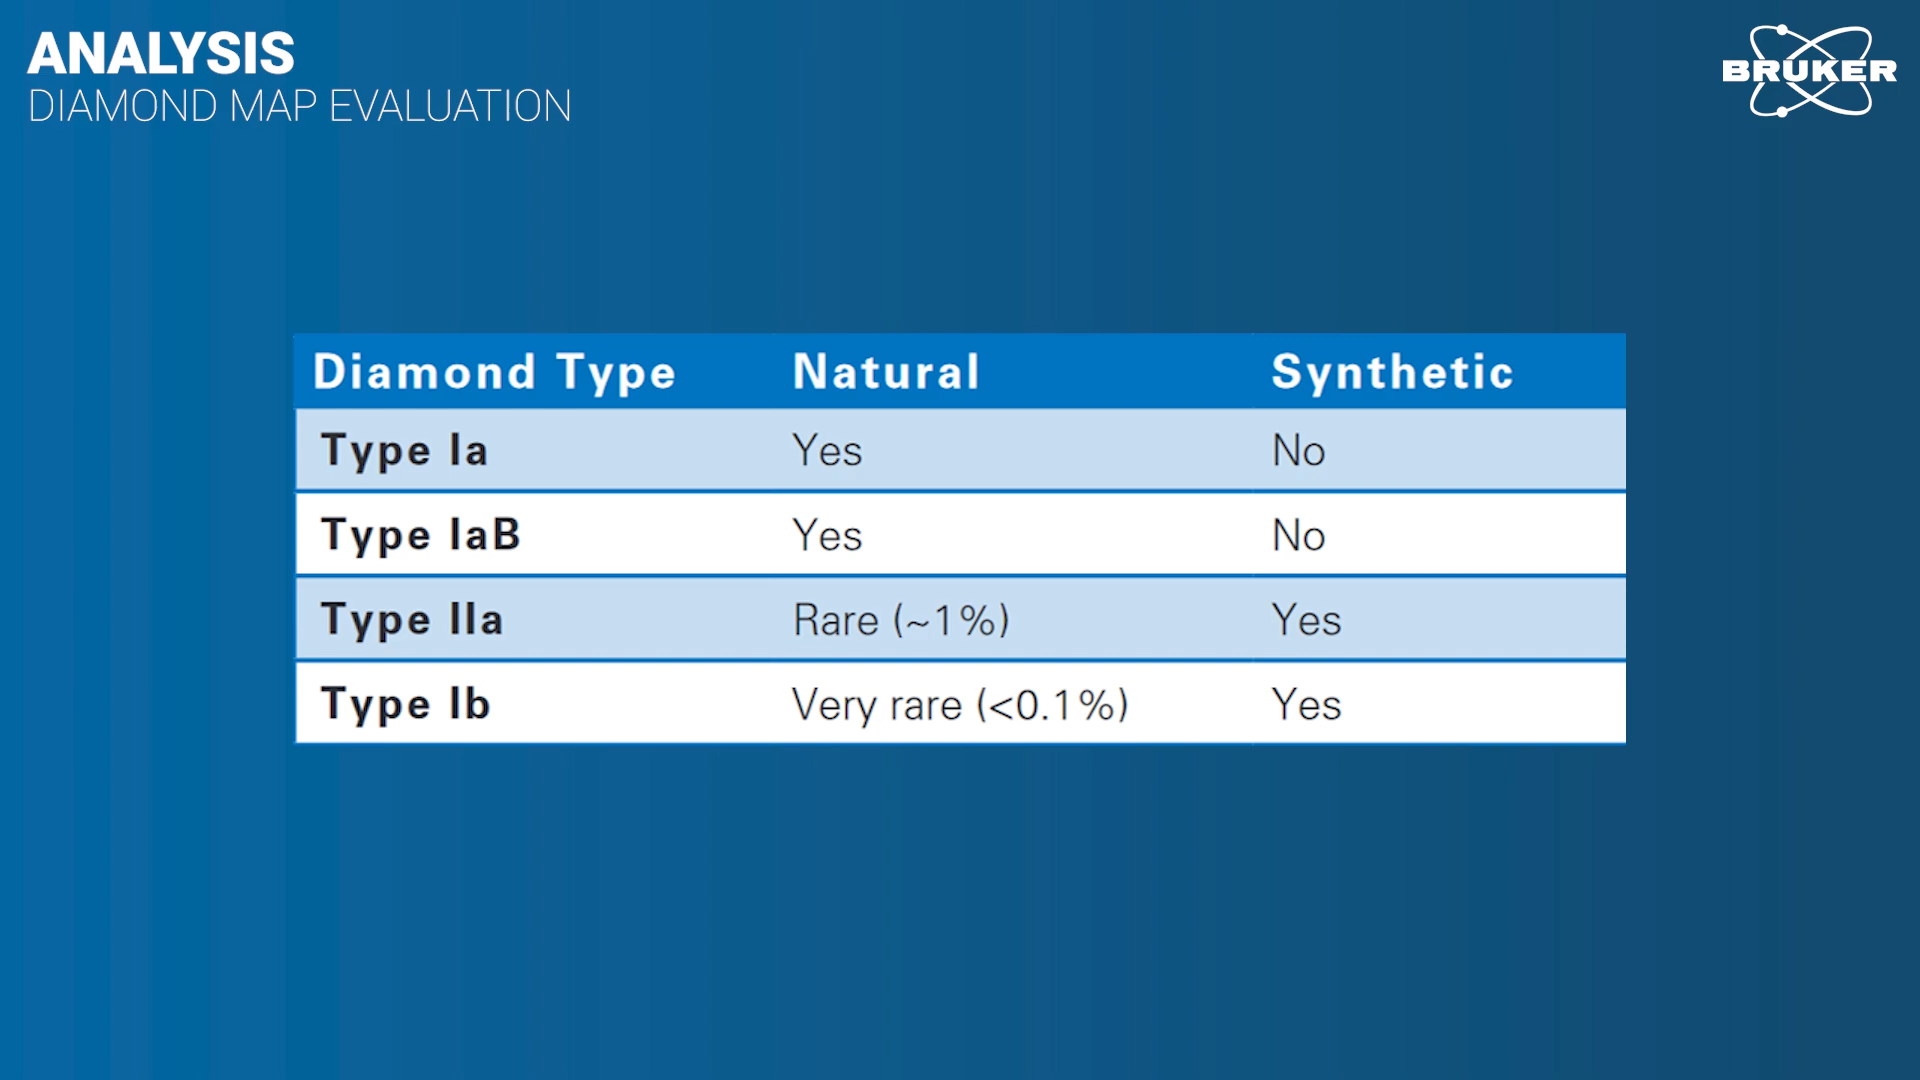 ANALYSIS
DIAMOND MAP EVALUATION
BRUKER
Diamond Type Natural Synthetic
Type Ia Yes No
Type IaB Yes No
Type IIa Rare (~1%) Yes
Type Ib Very rare (<0.1%) Yes